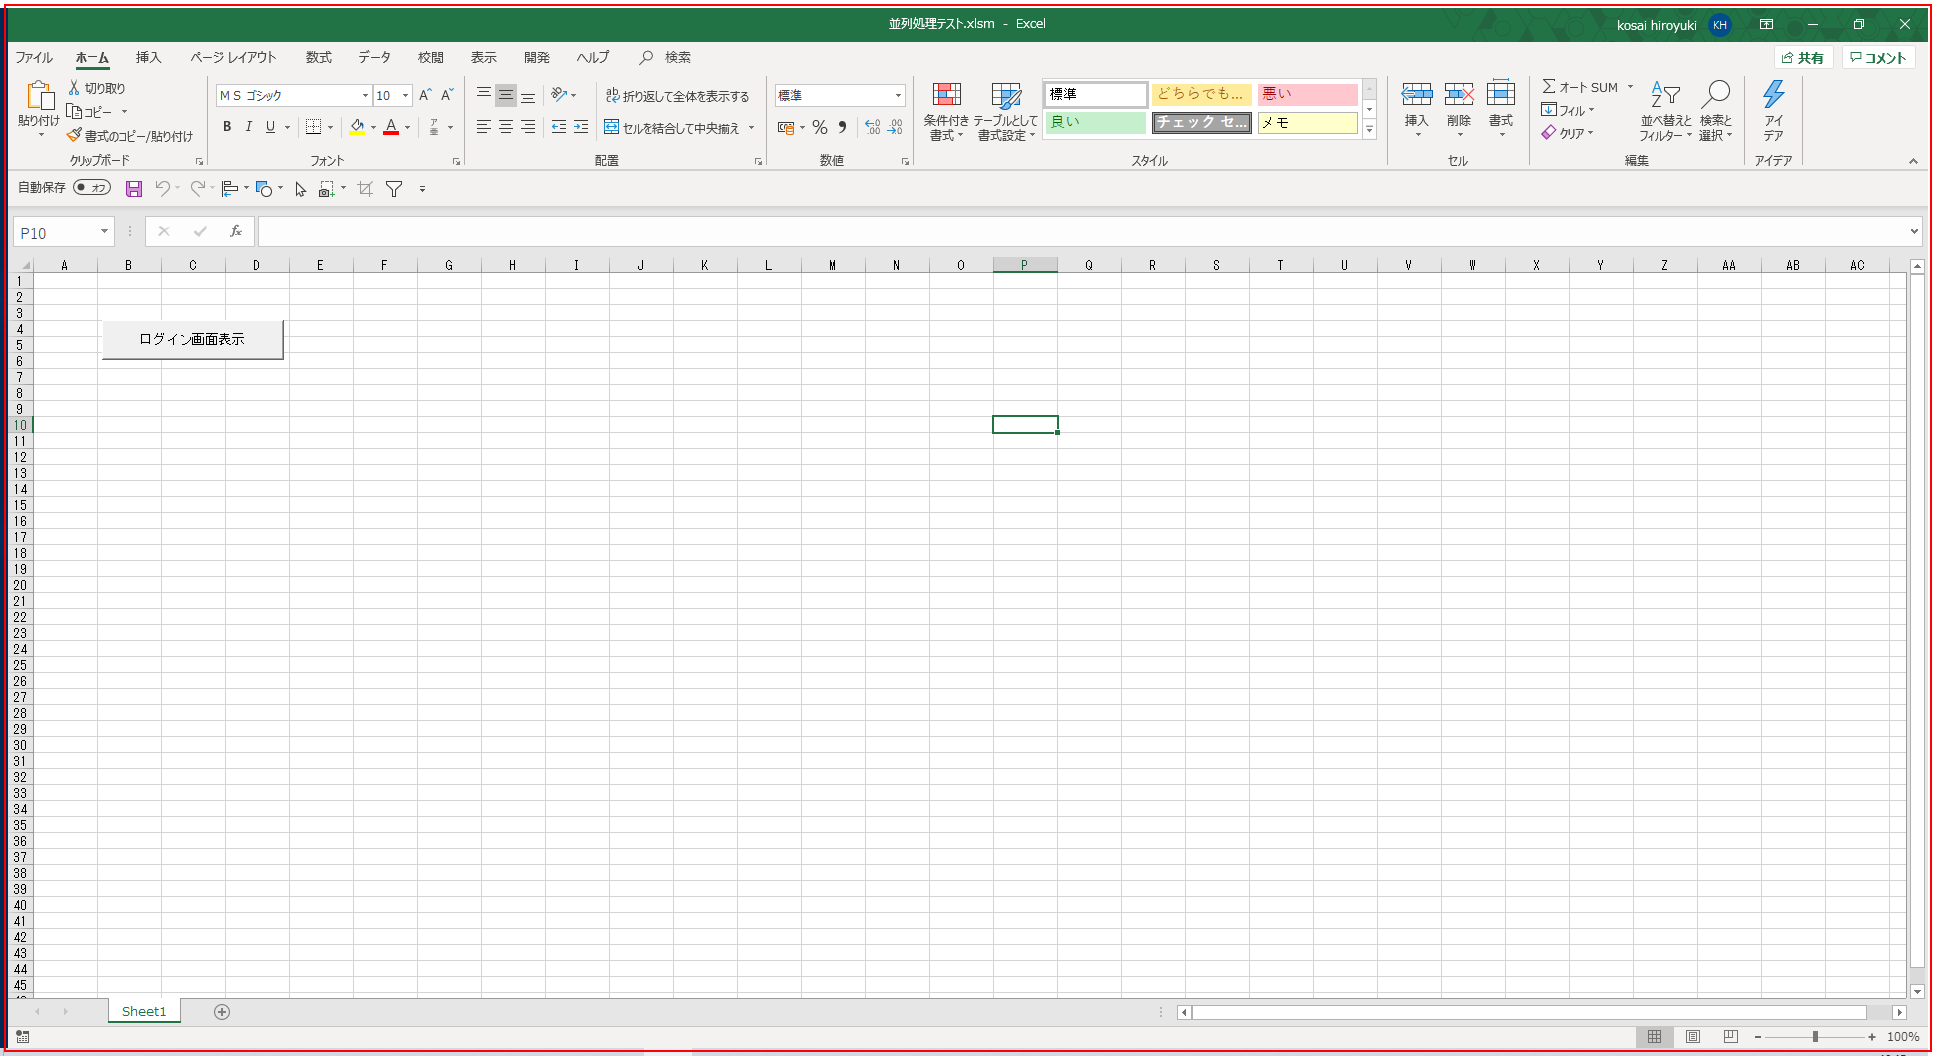 並列処理テスト.xlsm - Excel
kosai hiroyuki KH
ファイル ホーム 挿入 ページ レイアウト 数式 データ 校閲 表示 開発 ヘルプ 検索 共有 コメント
貼り付け 切り取り コピー 書式のコピー/貼り付け
クリップボード
ＭＳ ゴシック 10
B I U
フォント
折り返して全体を表示する
セルを結合して中央揃え
配置
標準
数値
条件付き書式 テーブルとして書式設定
標準 どちらでも... 悪い
良い チェック セ... メモ
スタイル
挿入 削除 書式
セル
オート SUM
フィル
クリア
並べ替えとフィルター 検索と選択
編集
アイデア
アイデア
自動保存 オフ
P10 fx
A B C D E F G H I J K L M N O P Q R S T U V W X Y Z AA AB AC
1
2
3
4
5
6
7
8
9
10
11
12
13
14
15
16
17
18
19
20
21
22
23
24
25
26
27
28
29
30
31
32
33
34
35
36
37
38
39
40
41
42
43
44
45
ログイン画面表示
Sheet1
100%